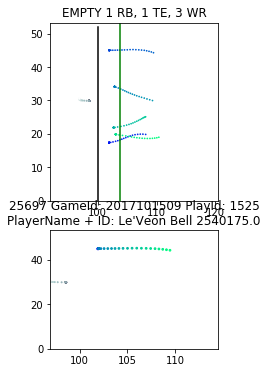 EMPTY 1 RB, 1 TE, 3 WR
50
40
30
20
10
0
100 110 120
25697 GameId: 2017101509 PlayId: 1525
PlayerName + ID: Le'Veon Bell 2540175.0
40
20
0
100 105 110